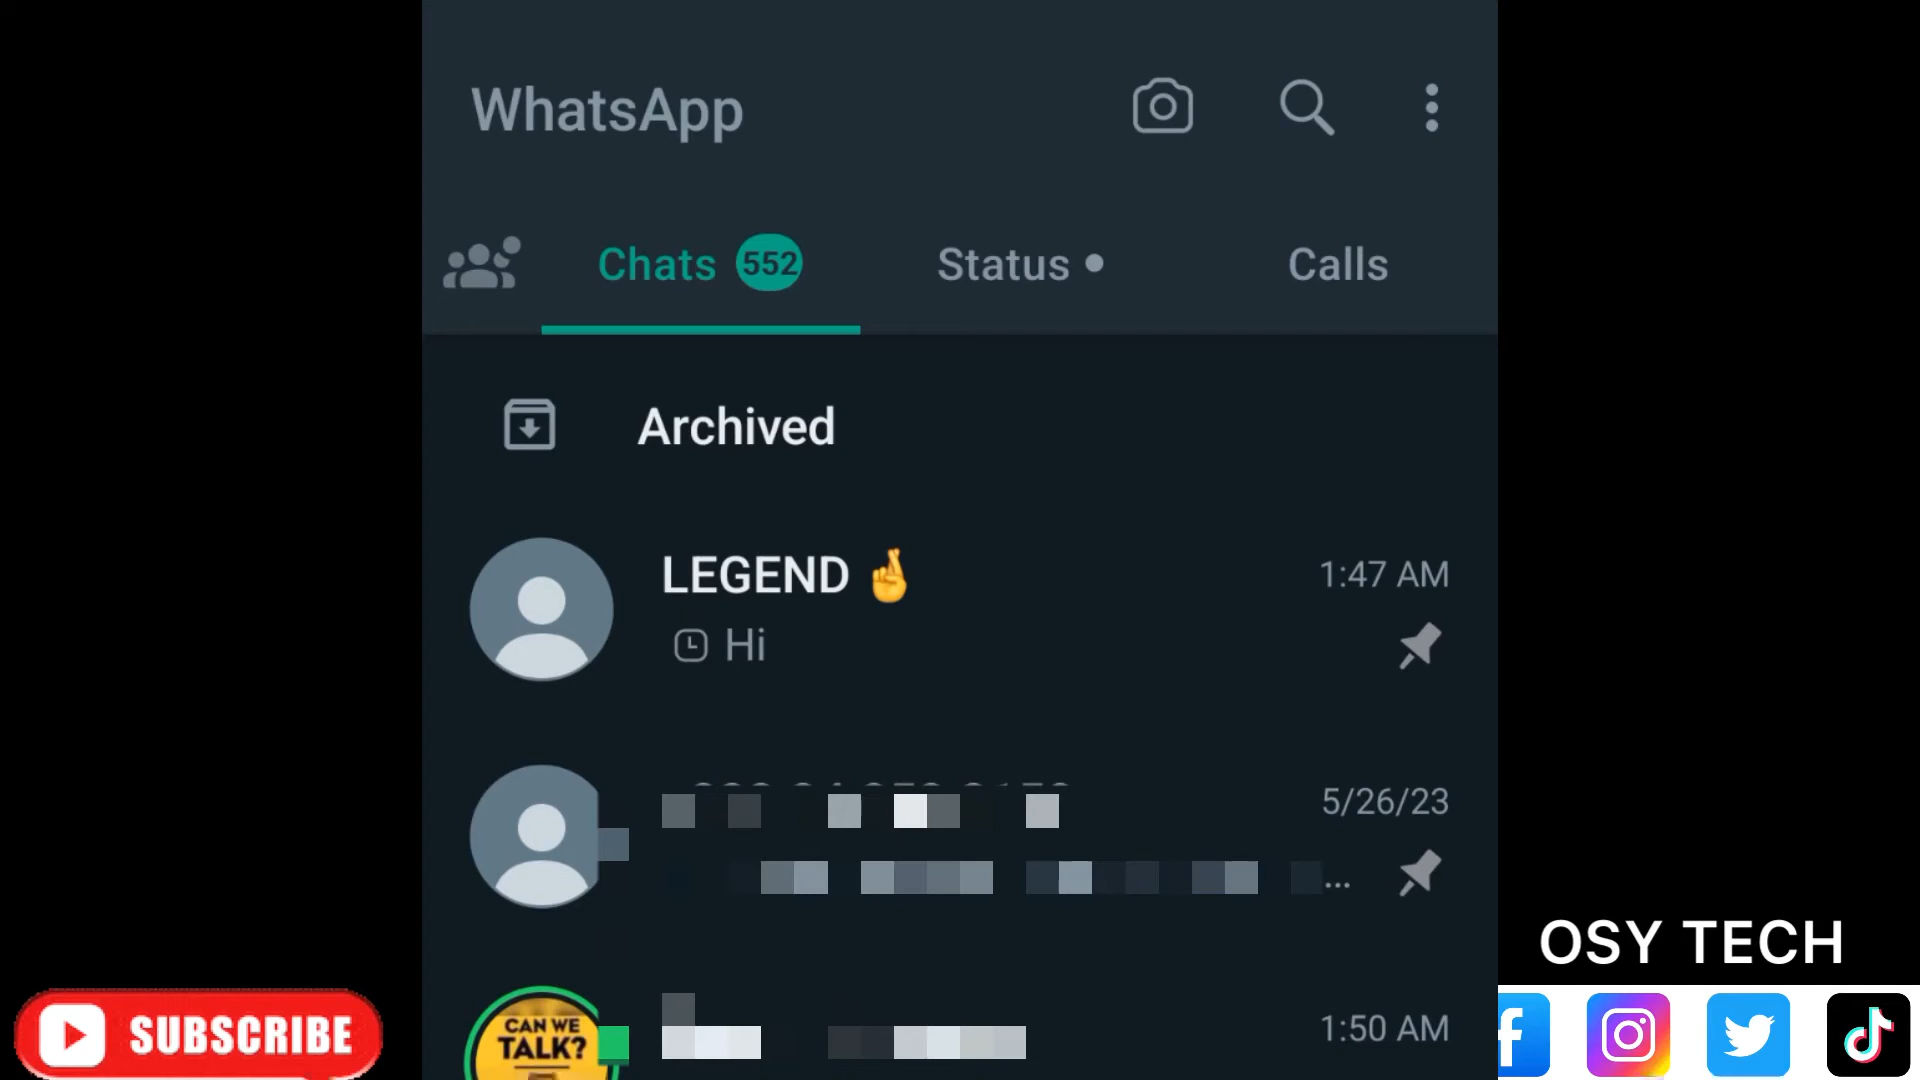 WhatsApp
Chats 552 Status Calls
Archived
LEGEND 🤞 1:47 AM
Hi
5/26/23
...
CAN WE
TALK?
1:50 AM
OSY TECH
SUBSCRIBE